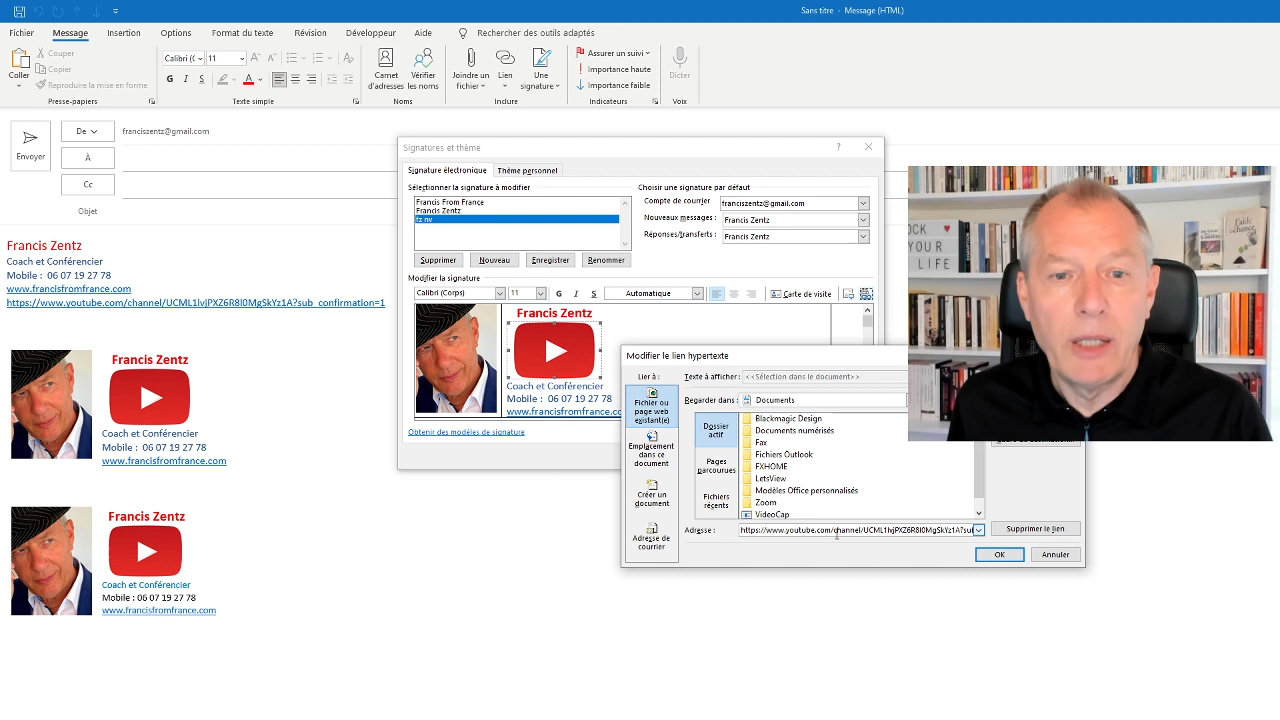 Sans titre - Message (HTML)
Fichier Message Insertion Options Format du texte Révision Développeur Aide Rechercher des outils adaptés
Coller
Couper
Copier
Reproduire la mise en forme
Presse-papiers
Calibri (C 11
G I S
Texte simple
Carnet d'adresses
Vérifier les noms
Noms
Joindre un fichier
Lien
Une signature
Indure
Assurer un suivi
Importance haute
Importance faible
Indicateurs
Dicter
Voix
Envoyer
De franciszentz@gmail.com
À
Cc
Objet
Francis Zentz
Coach et Conférencier
Mobile : 06 07 19 27 78
www.francisfromfrance.com
https://www.youtube.com/channel/UCML1lvjPXZ6R8l0MgSkYz1A?sub_confirmation=1
Francis Zentz
Coach et Conférencier
Mobile : 06 07 19 27 78
www.francisfromfrance.com
Francis Zentz
Coach et Conférencier
Mobile : 06 07 19 27 78
www.francisfromfrance.com
Signatures et thème
Signature électronique Thème personnel
Sélectionner la signature à modifier
Francis From France
Francis Zentz
fz nv
Supprimer Nouveau Enregistrer Renommer
Choisir une signature par défaut
Compte de courrier franciszentz@gmail.com
Nouveaux messages : Francis Zentz
Réponses/transferts : Francis Zentz
Modifier la signature
Calibri (Corps) 11 G I S Automatique Carte de visite
Francis Zentz
Coach et Conférencier
www.francisfromfrance.co
Obtenir des modèles de signature
Modifier le lien hypertexte
Lier à : Texte à afficher : <<Sélection dans le document>>
Fichier ou page web existant(e)
Emplacement dans ce document
Créer un document
Adresse de courrier
Regarder dans : Documents
Dossier actif
Pages parcourues
Fichiers récents
Blackmagic Design
Documents numérisés
Fax
Fichiers Outlook
FXHOME
LetsView
Modèles Office personnalisés
Zoom
VideoCap
Adresse : https://www.youtube.com/channel/UCML1lvjPXZ6R8l0MgSkYz1A?sul
Supprimer le lien
OK Annuler
OCK
YOUR
LIFE